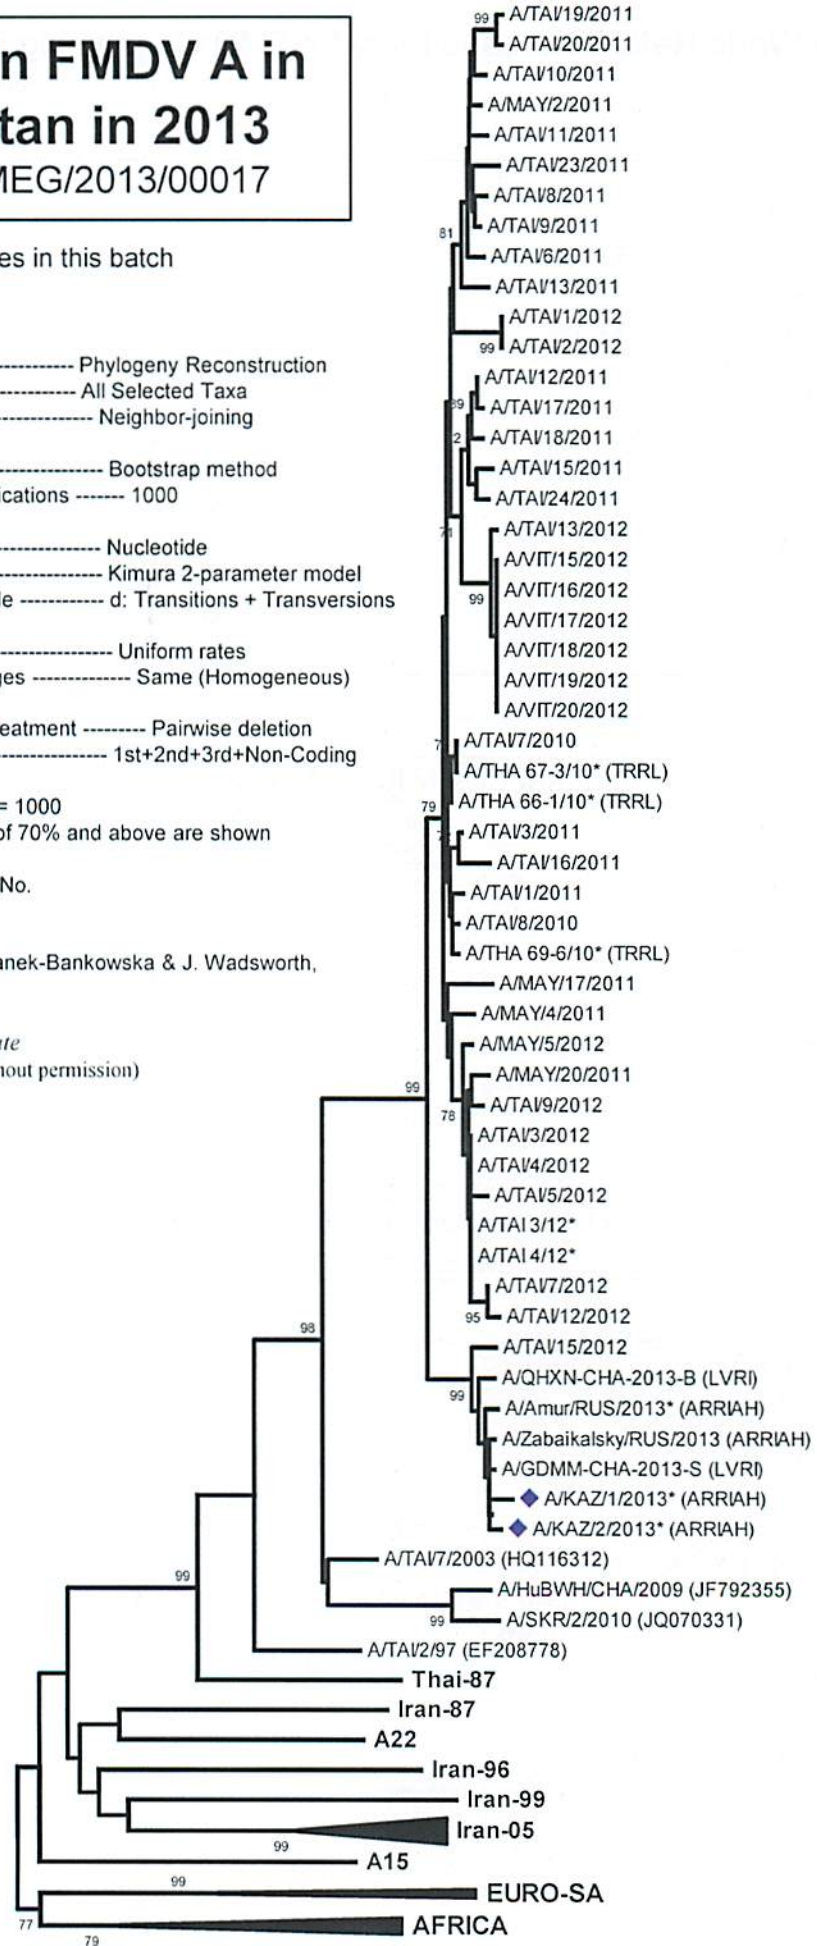 n FMDV A in
tan in 2013
MEG/2013/00017
es in this batch
---------- Phylogeny Reconstruction
---------- All Selected Taxa
------------ Neighbor-joining
-------------- Bootstrap method
ications ------- 1000
------------- Nucleotide
-------------- Kimura 2-parameter model
le ------------ d: Transitions + Transversions
--------------- Uniform rates
ges -------------- Same (Homogeneous)
eatment --------- Pairwise deletion
-------------- 1st+2nd+3rd+Non-Coding
= 1000
of 70% and above are shown
No.
anek-Bankowska & J. Wadsworth,
ute
hout permission)
99
A/TAI/19/2011
A/TAI/20/2011
A/TAI/10/2011
A/MAY/2/2011
A/TAI/11/2011
A/TAI/23/2011
A/TAI/8/2011
A/TAI/9/2011
81
A/TAI/6/2011
A/TAI/13/2011
A/TAI/1/2012
99
A/TAI/2/2012
A/TAI/12/2011
A/TAI/17/2011
A/TAI/18/2011
A/TAI/15/2011
A/TAI/24/2011
A/TAI/13/2012
A/VIT/15/2012
A/VIT/16/2012
99
A/VIT/17/2012
A/VIT/18/2012
A/VIT/19/2012
A/VIT/20/2012
A/TAI/7/2010
A/THA 67-3/10* (TRRL)
A/THA 66-1/10* (TRRL)
79
A/TAI/3/2011
A/TAI/16/2011
A/TAI/1/2011
A/TAI/8/2010
A/THA 69-6/10* (TRRL)
A/MAY/17/2011
A/MAY/4/2011
A/MAY/5/2012
A/MAY/20/2011
99
A/TAI/9/2012
78
A/TAI/3/2012
A/TAI/4/2012
A/TAI/5/2012
A/TAI 3/12*
A/TAI 4/12*
A/TAI/7/2012
95
A/TAI/12/2012
98
A/TAI/15/2012
A/QHXN-CHA-2013-B (LVRI)
99
A/Amur/RUS/2013* (ARRIAH)
A/Zabaikalsky/RUS/2013 (ARRIAH)
A/GDMM-CHA-2013-S (LVRI)
A/KAZ/1/2013* (ARRIAH)
A/KAZ/2/2013* (ARRIAH)
A/TAI/7/2003 (HQ116312)
99
A/HuBWH/CHA/2009 (JF792355)
99
A/SKR/2/2010 (JQ070331)
A/TAI/2/97 (EF208778)
Thai-87
Iran-87
A22
Iran-96
Iran-99
Iran-05
99
A15
99
EURO-SA
77
AFRICA
79